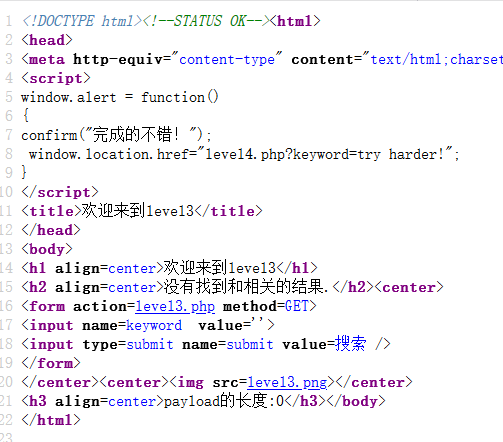 1 <!DOCTYPE html><!--STATUS OK--><html>
2 <head>
3 <meta http-equiv="content-type" content="text/html;charset
4 <script>
5 window.alert = function()
6 {
7 confirm("完成的不错！");
8  window.location.href="level4.php?keyword=try harder!";
9 }
10 </script>
11 <title>欢迎来到level3</title>
12 </head>
13 <body>
14 <h1 align=center>欢迎来到level3</h1>
15 <h2 align=center>没有找到和相关的结果.</h2><center>
16 <form action=level3.php method=GET>
17 <input name=keyword  value=''>
18 <input type=submit name=submit value=搜索 />
19 </form>
20 </center><center><img src=level3.png></center>
21 <h3 align=center>payload的长度:0</h3></body>
22 </html>
23